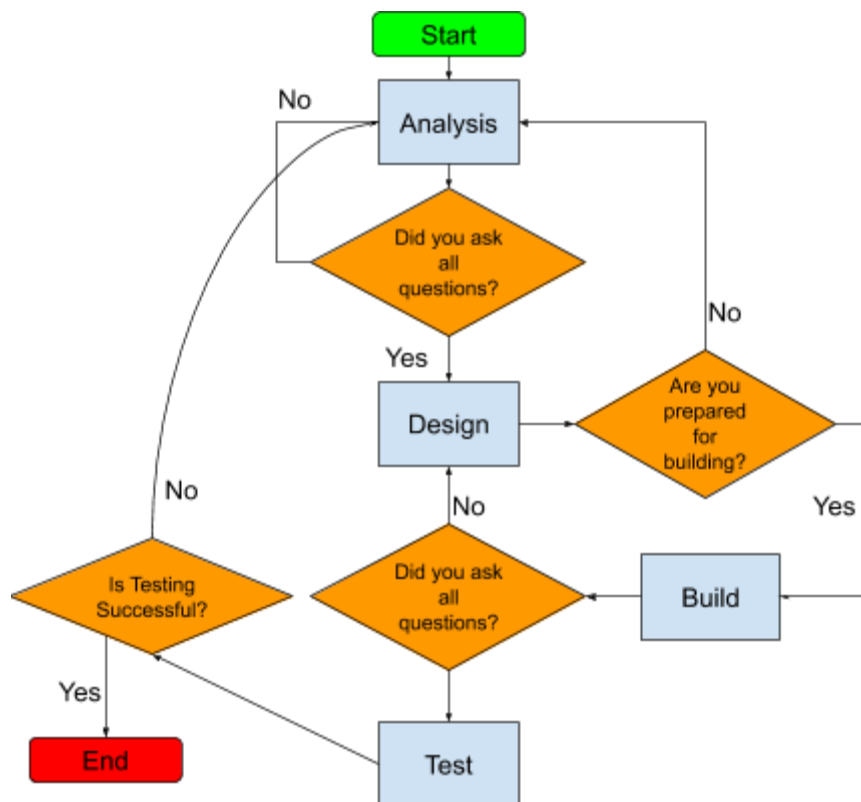 Start
No
Analysis
Did you ask
all
questions?
No
Yes
Are you
prepared
for
building?
Design
No
No
Yes
Is Testing
Successful?
Did you ask
all
questions?
Build
Yes
End
Test